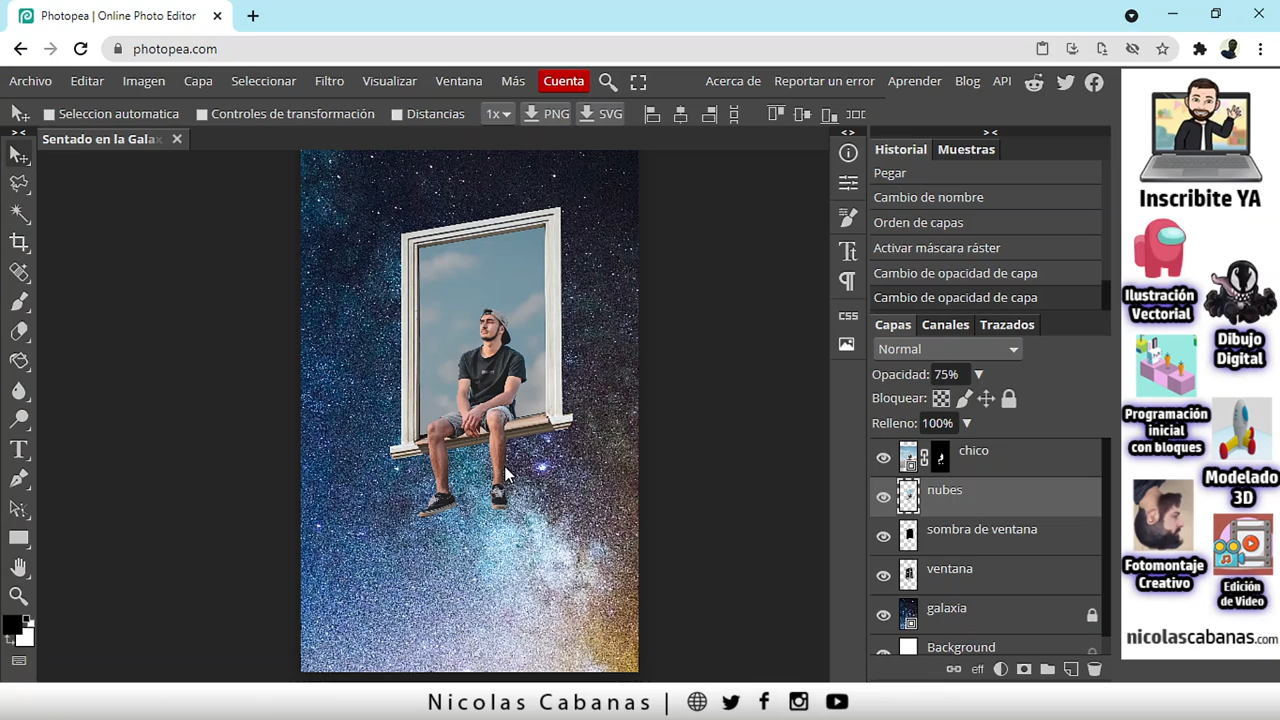 Photopea | Online Photo Editor
photopea.com
Archivo Editar Imagen Capa Seleccionar Filtro Visualizar Ventana Más Cuenta Acerca de Reportar un error Aprender Blog API
Seleccion automatica Controles de transformación Distancias 1x PNG SVG
Sentado en la Gala
Historial Muestras
Pegar
Cambio de nombre
Orden de capas
Activar máscara ráster
Cambio de opacidad de capa
Cambio de opacidad de capa
CSS
Capas Canales Trazados
Normal
Opacidad: 75%
Bloquear:
Relleno: 100%
chico
nubes
sombra de ventana
ventana
galaxia
Background
eff
Inscribite YA
Ilustración
Vectorial
Dibujo
Digital
Programación
inicial
con bloques
Modelado
3D
Fotomontaje
Creativo
Edición
de Video
nicolascabanas.com
Nicolas Cabanas |